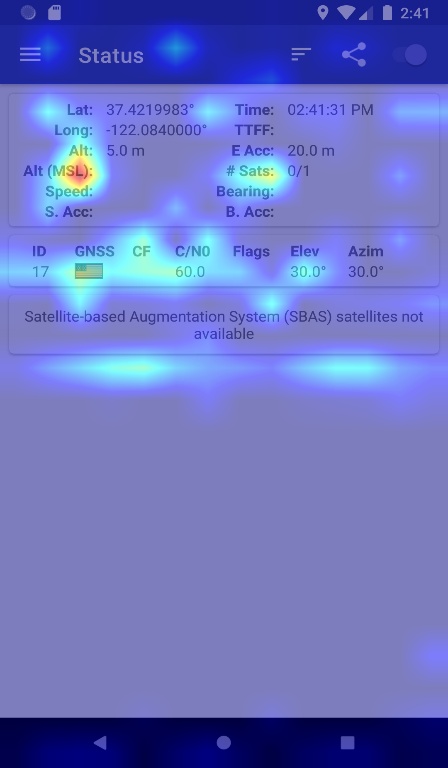 2:41
Status
Lat: 37.4219983° Time: 02:41:31 PM
Long: -122.0840000° TTFF:
Alt: 5.0 m E Acc: 20.0 m
Alt (MSL): # Sats: 0/1
Speed: Bearing:
S. Acc: B. Acc:
ID GNSS CF C/N0 Flags Elev Azim
17 60.0 30.0° 30.0°
Satellite-based Augmentation System (SBAS) satellites not
available